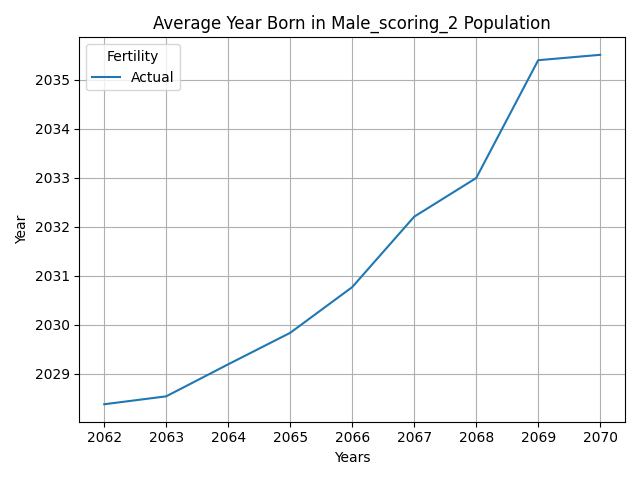 Average Year Born in Male_scoring_2 Population
Fertility
Actual
2035
2034
2033
2032
2031
2030
2029
Year
2062 2063 2064 2065 2066 2067 2068 2069 2070
Years